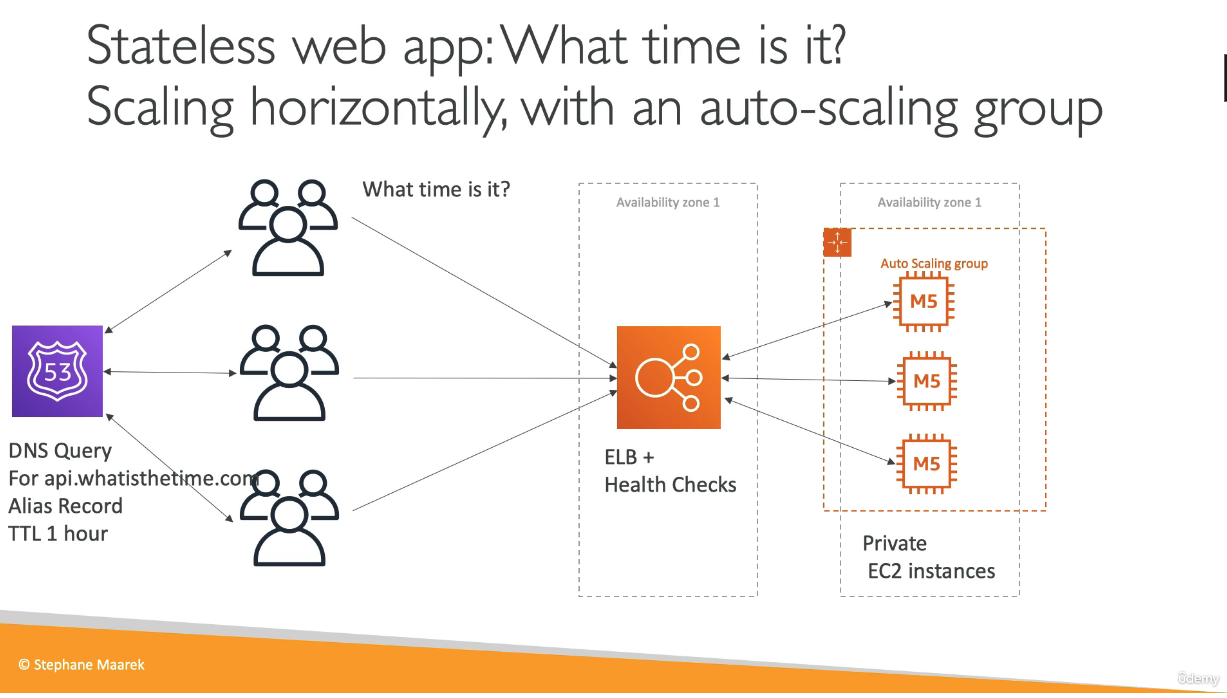 Stateless web app: What time is it?
Scaling horizontally, with an auto-scaling group
What time is it?
Availability zone 1
Availability zone 1
Auto Scaling group
M5
M5
M5
53
DNS Query
For api.whatisthetime.com
Alias Record
TTL 1 hour
ELB +
Health Checks
Private
EC2 instances
© Stephane Maarek
Udemy